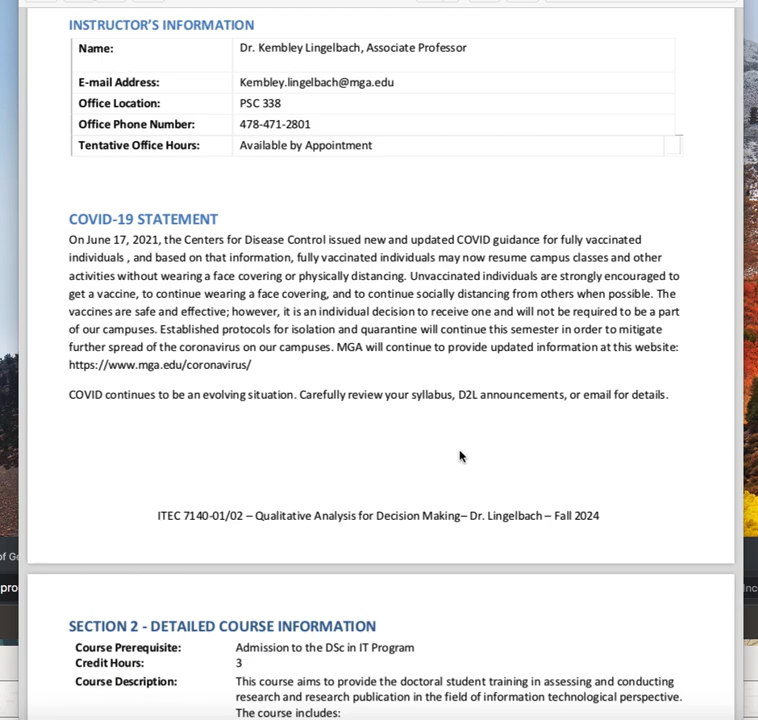 INSTRUCTOR'S INFORMATION
Name: Dr. Kembley Lingelbach, Associate Professor
E-mail Address: Kembley.lingelbach@mga.edu
Office Location: PSC 338
Office Phone Number: 478-471-2801
Tentative Office Hours: Available by Appointment
COVID-19 STATEMENT
On June 17, 2021, the Centers for Disease Control issued new and updated COVID guidance for fully vaccinated
individuals , and based on that information, fully vaccinated individuals may now resume campus classes and other
activities without wearing a face covering or physically distancing. Unvaccinated individuals are strongly encouraged to
get a vaccine, to continue wearing a face covering, and to continue socially distancing from others when possible. The
vaccines are safe and effective; however, it is an individual decision to receive one and will not be required to be a part
of our campuses. Established protocols for isolation and quarantine will continue this semester in order to mitigate
further spread of the coronavirus on our campuses. MGA will continue to provide updated information at this website:
https://www.mga.edu/coronavirus/
COVID continues to be an evolving situation. Carefully review your syllabus, D2L announcements, or email for details.
ITEC 7140-01/02 – Qualitative Analysis for Decision Making– Dr. Lingelbach – Fall 2024
SECTION 2 - DETAILED COURSE INFORMATION
Course Prerequisite: Admission to the DSc in IT Program
Credit Hours: 3
Course Description: This course aims to provide the doctoral student training in assessing and conducting
research and research publication in the field of information technological perspective.
The course includes: